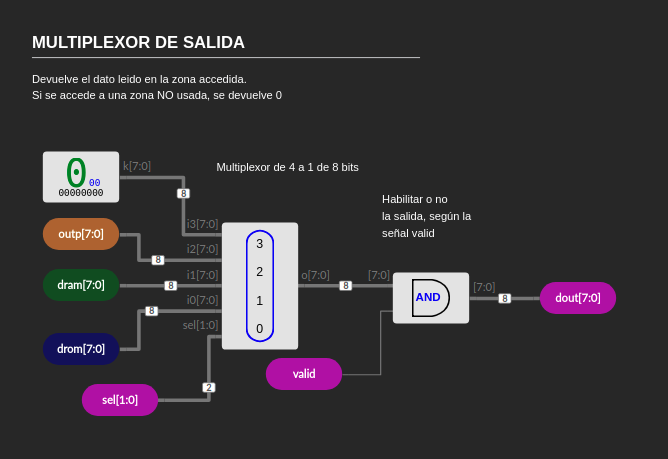 MULTIPLEXOR DE SALIDA
Devuelve el dato leido en la zona accedida.
Si se accede a una zona NO usada, se devuelve 0
0 00
00000000
k[7:0]
8
Multiplexor de 4 a 1 de 8 bits
Habilitar o no
la salida, según la
señal valid
outp[7:0]
8
i3[7:0]
i2[7:0]
dram[7:0]
8
i1[7:0]
i0[7:0]
8
sel[1:0]
drom[7:0]
3
2
1
0
o[7:0]
8
[7:0]
AND
[7:0]
8
dout[7:0]
valid
sel[1:0]
2